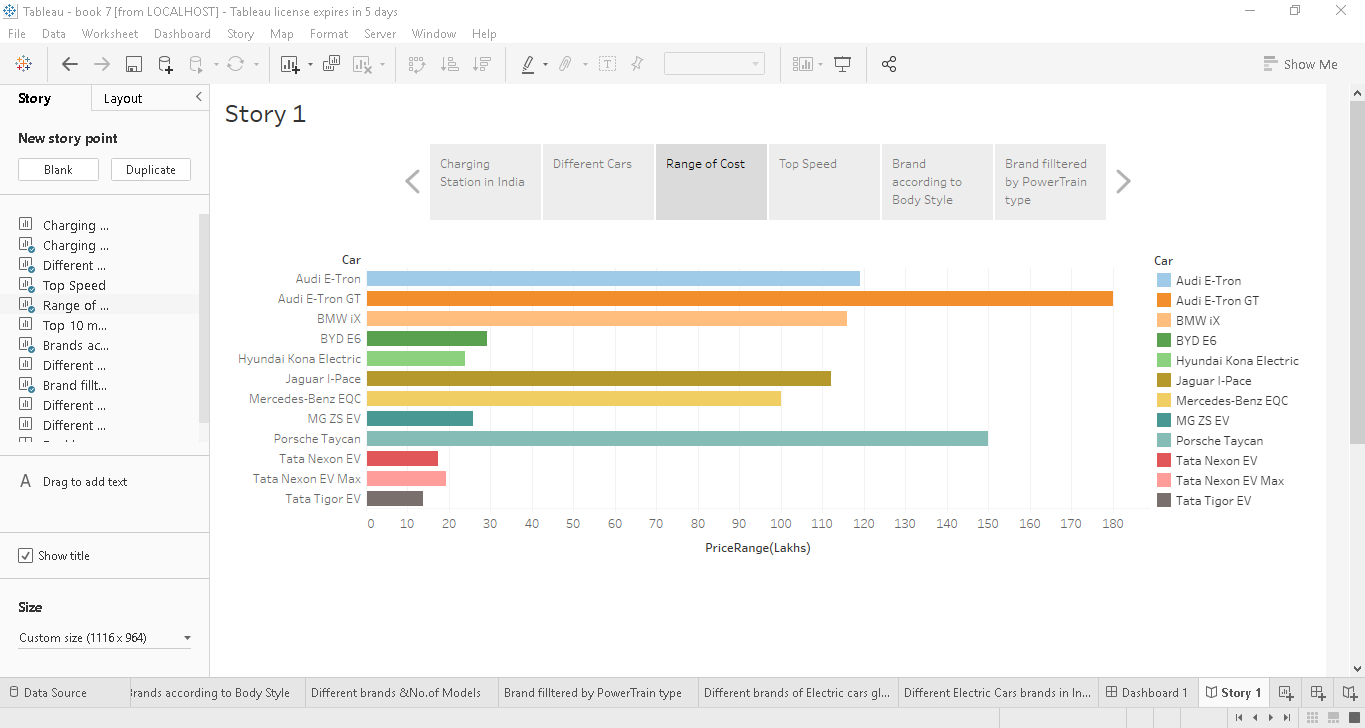 Tableau - book 7 [from LOCALHOST] - Tableau license expires in 5 days
File Data Worksheet Dashboard Story Map Format Server Window Help
Show Me
Story Layout
New story point
Blank Duplicate
Charging ...
Charging ...
Different ...
Top Speed
Range of ...
Top 10 m...
Brands ac...
Different ...
Brand fillt...
Different ...
Different ...
A Drag to add text
Show title
Size
Custom size (1116 x 964)
Story 1
Charging
Station in India
Different Cars
Range of Cost
Top Speed
Brand
according to
Body Style
Brand filltered
by PowerTrain
type
Car
Audi E-Tron
Audi E-Tron GT
BMW iX
BYD E6
Hyundai Kona Electric
Jaguar I-Pace
Mercedes-Benz EQC
MG ZS EV
Porsche Taycan
Tata Nexon EV
Tata Nexon EV Max
Tata Tigor EV
0 10 20 30 40 50 60 70 80 90 100 110 120 130 140 150 160 170 180
PriceRange(Lakhs)
Car
Audi E-Tron
Audi E-Tron GT
BMW iX
BYD E6
Hyundai Kona Electric
Jaguar I-Pace
Mercedes-Benz EQC
MG ZS EV
Porsche Taycan
Tata Nexon EV
Tata Nexon EV Max
Tata Tigor EV
Data Source Brands according to Body Style Different brands &No.of Models Brand filltered by PowerTrain type Different brands of Electric cars gl... Different Electric Cars brands in In... Dashboard 1 Story 1